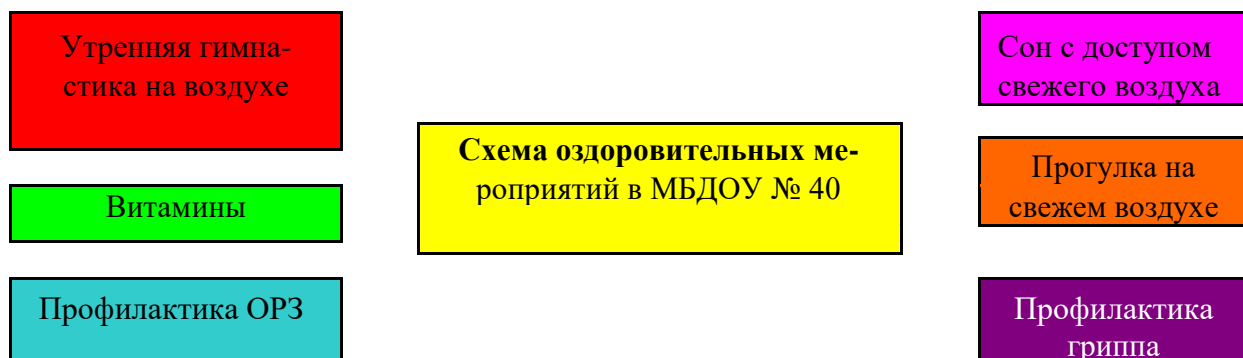 Утренняя гимна-
стика на воздухе
Витамины
Профилактика ОРЗ
Схема оздоровительных ме-
роприятий в МБДОУ № 40
Сон с доступом
свежего воздуха
Прогулка на
свежем воздухе
Профилактика
гриппа